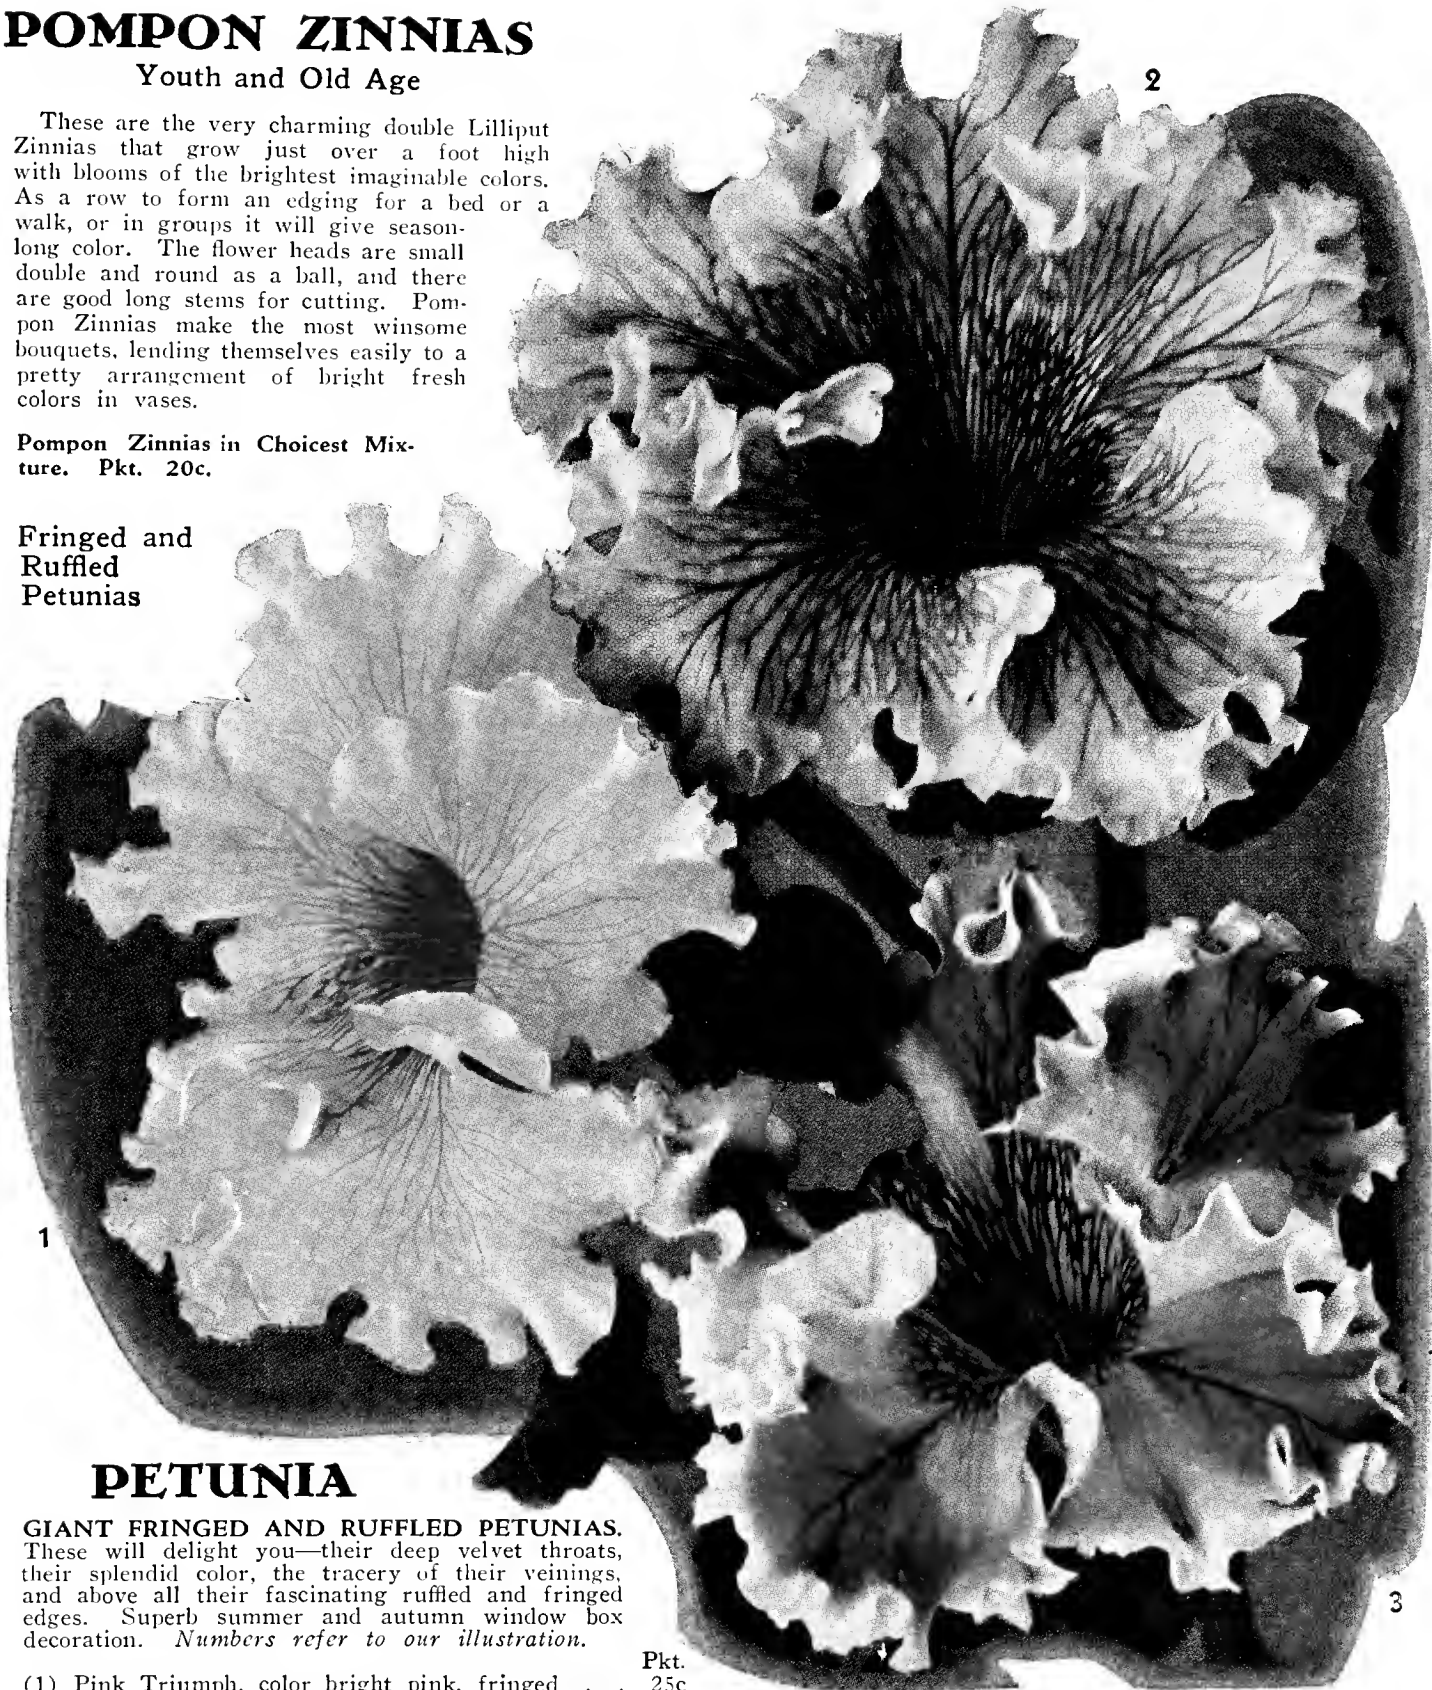 POMPON ZINNIAS
Youth and Old Age
These are the very charming double Lilliput
Zinnias that grow just over a foot high
with blooms of the brightest imaginable colors.
As a row to form an edging for a bed or a
walk, or in groups it will give season-
long color. The flower heads are small
double and round as a ball, and there
are good long stems for cutting. Pom-
pon Zinnias make the most winsome
bouquets, lending themselves easily to a
pretty arrangement of bright fresh
colors in vases.
Pompon Zinnias in Choicest Mix-
ture. Pkt. 20c.
Fringed and
Ruffled
Petunias
2
1
3
PETUNIA
GIANT FRINGED AND RUFFLED PETUNIAS.
These will delight you—their deep velvet throats,
their splendid color, the tracery of their veinings,
and above all their fascinating ruffled and fringed
edges. Superb summer and autumn window box
decoration. Numbers refer to our illustration.
Pkt.
(1) Pink Triumph, color bright pink, fringed . . 25c